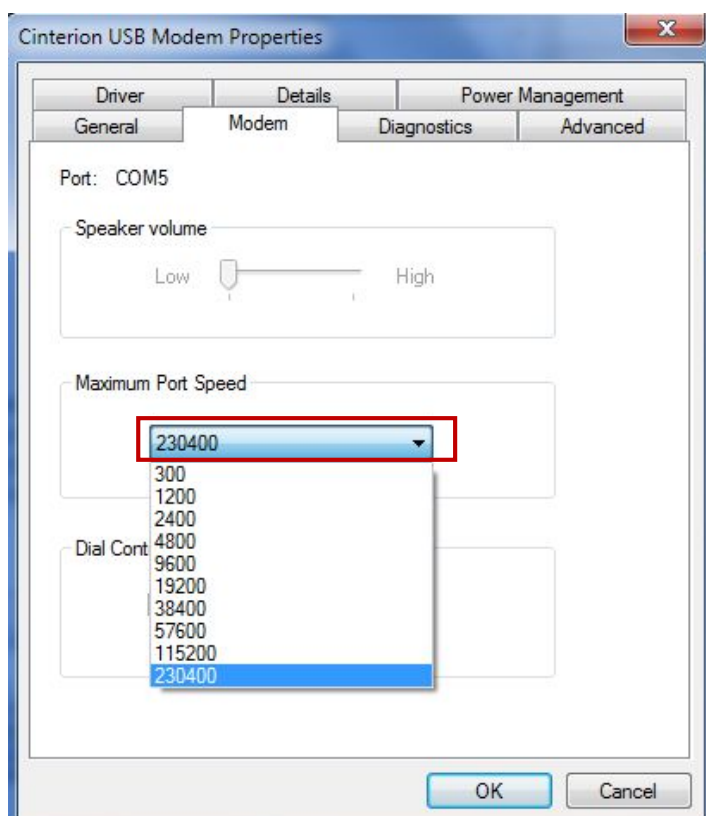 Cinterion USB Modem Properties
Driver Details Power Management
General Modem Diagnostics Advanced
Port: COM5
Speaker volume
Low High
Maximum Port Speed
230400
300
1200
2400
4800
Dial Cont
9600
19200
38400
57600
115200
230400
OK Cancel